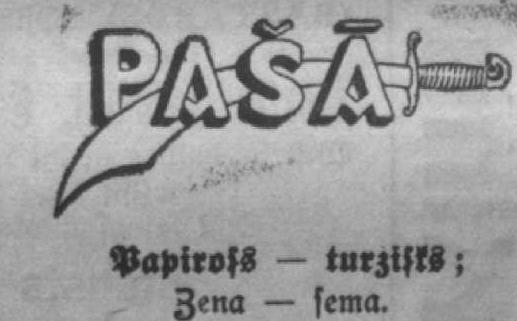 PAŠĀ
Papiroſs — turziſks;
Zena — ſema.